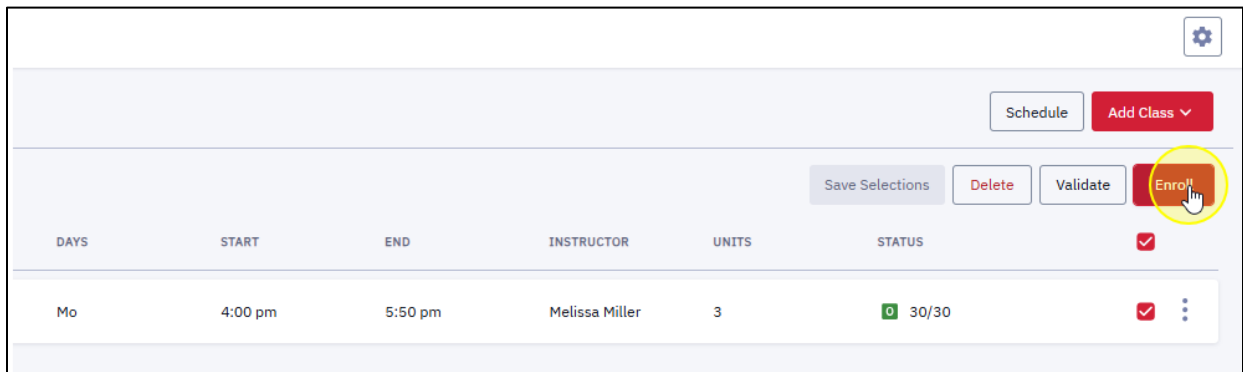 Schedule Add Class
Save Selections Delete Validate Enroll
DAYS START END INSTRUCTOR UNITS STATUS
Mo 4:00 pm 5:50 pm Melissa Miller 3 O 30/30